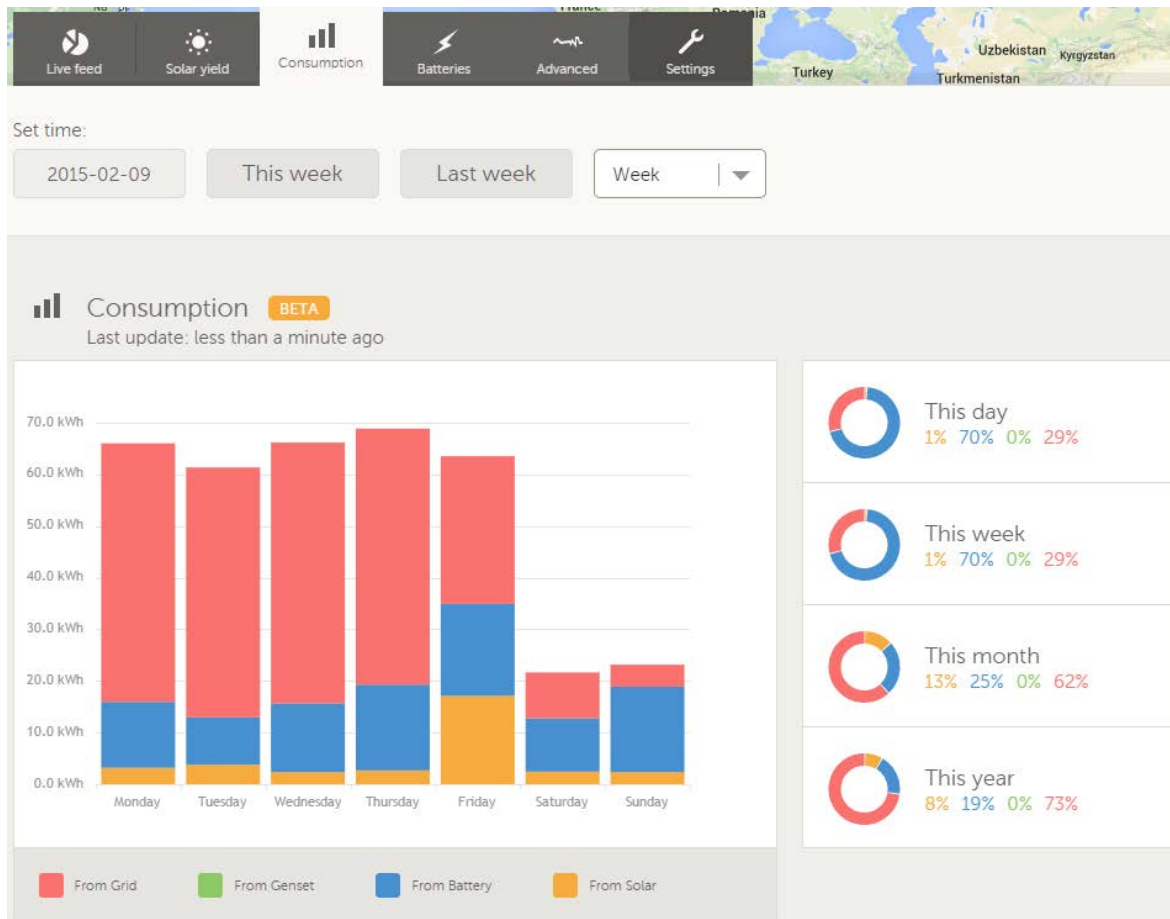 Romania
Live feed
Solar yield
Consumption
Batteries
Advanced
Settings
Turkey
Uzbekistan
Kyrgyzstan
Turkmenistan
Set time:
2015-02-09
This week
Last week
Week
Consumption BETA
Last update: less than a minute ago
70.0 kWh
60.0 kWh
50.0 kWh
40.0 kWh
30.0 kWh
20.0 kWh
10.0 kWh
0.0 kWh
Monday Tuesday Wednesday Thursday Friday Saturday Sunday
From Grid From Genset From Battery From Solar
This day
1% 70% 0% 29%
This week
1% 70% 0% 29%
This month
13% 25% 0% 62%
This year
8% 19% 0% 73%